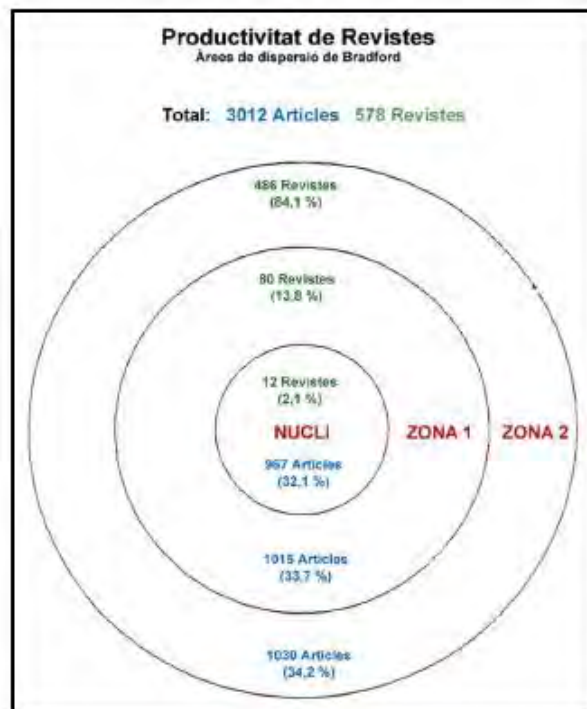 Productivitat de Revistes
Àrees de dispersió de Bradford
Total: 3012 Articles 578 Revistes
486 Revistes
(84,1 %)
80 Revistes
(13,8 %)
12 Revistes
(2,1 %)
NUCLI ZONA 1 ZONA 2
967 Articles
(32,1 %)
1015 Articles
(33,7 %)
1030 Articles
(34,2 %)